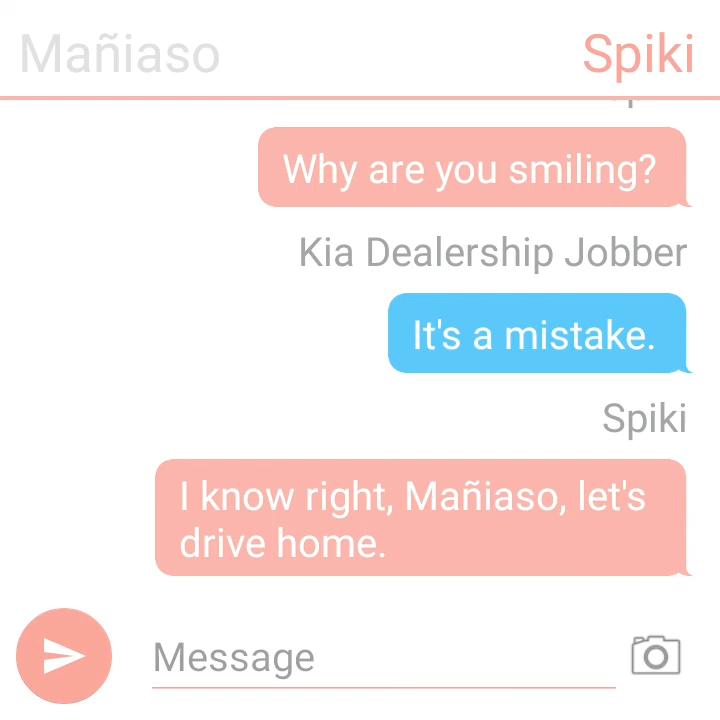 Mañiaso
Spiki
Why are you smiling?
Kia Dealership Jobber
It's a mistake.
Spiki
I know right, Mañiaso, let's
drive home.
Message